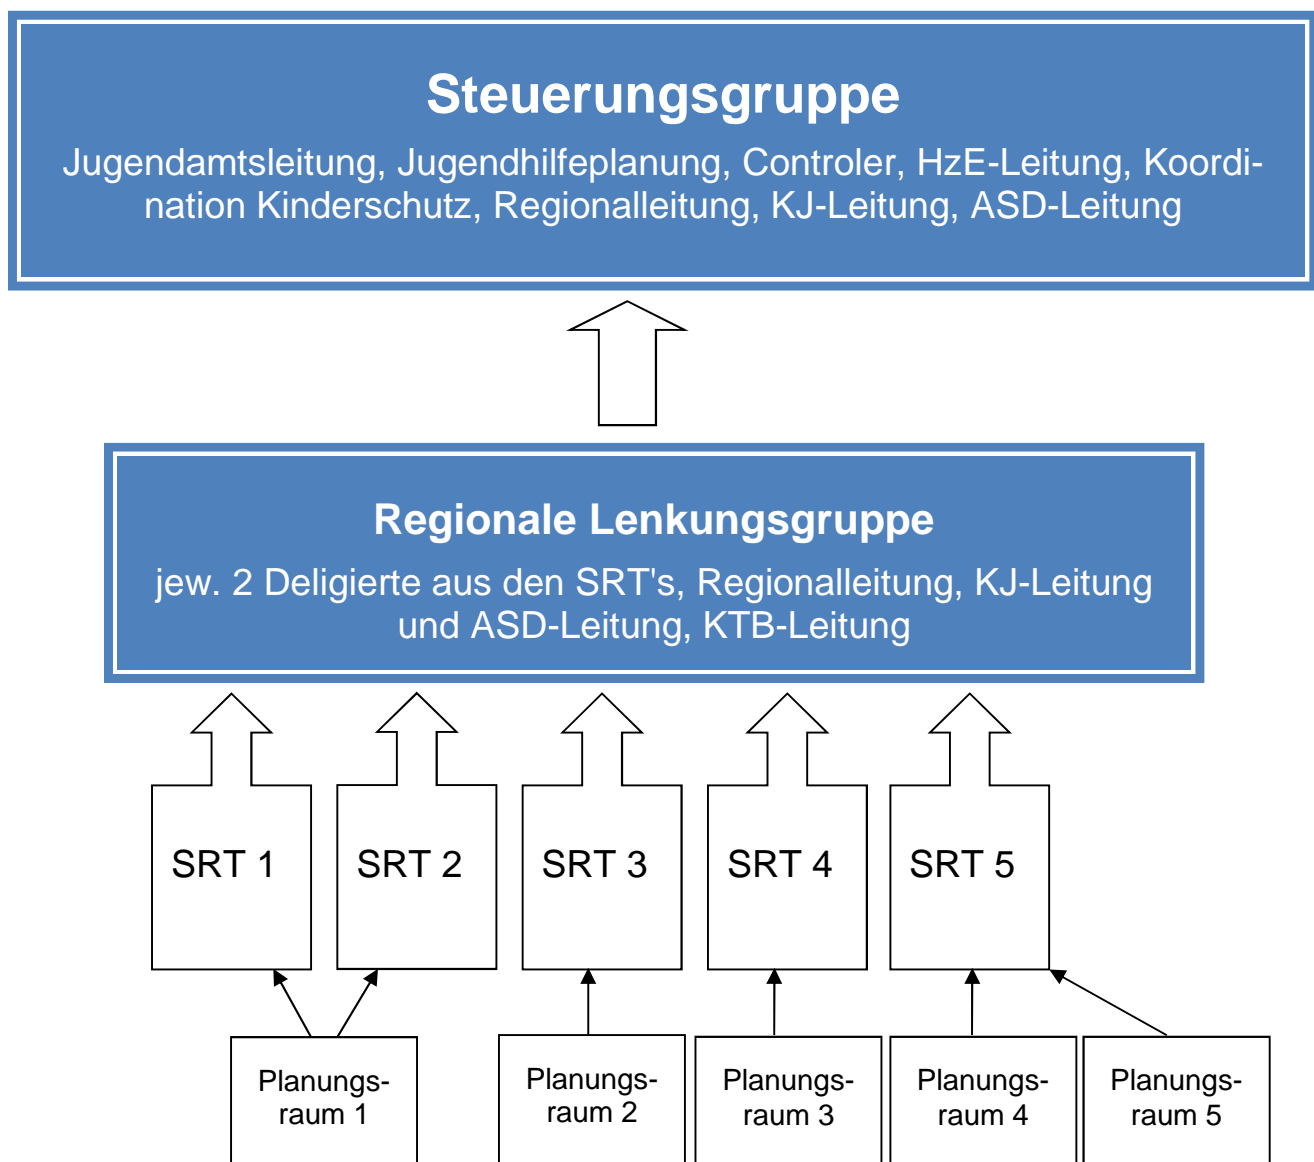 Steuerungsgruppe
Jugendamtsleitung, Jugendhilfeplanung, Controler, HzE-Leitung, Koordi-
nation Kinderschutz, Regionalleitung, KJ-Leitung, ASD-Leitung
Regionale Lenkungsgruppe
jew. 2 Deligierte aus den SRT's, Regionalleitung, KJ-Leitung
und ASD-Leitung, KTB-Leitung
SRT 1
SRT 2
SRT 3
SRT 4
SRT 5
Planungs-
raum 1
Planungs-
raum 2
Planungs-
raum 3
Planungs-
raum 4
Planungs-
raum 5